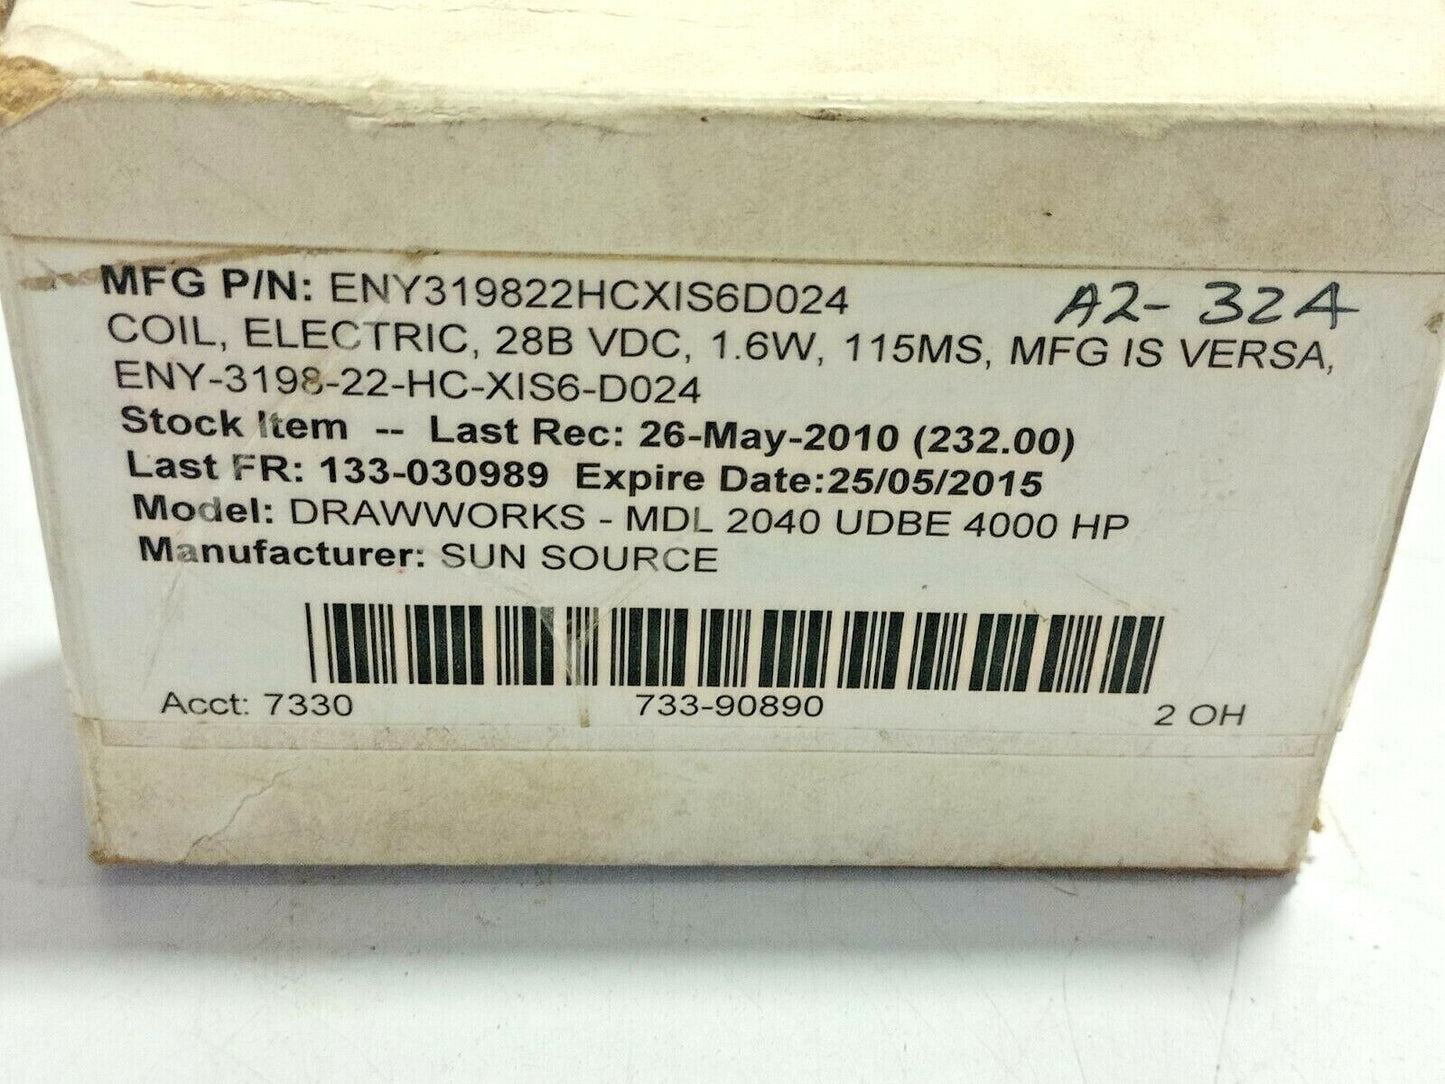 MFG P/N: ENY319822HCXIS6D024 A2-32A
COIL, ELECTRIC, 28B VDC, 1.6W, 115MS, MFG IS VERSA,
ENY-3198-22-HC-XIS6-D024
Stock Item -- Last Rec: 26-May-2010 (232.00)
Last FR: 133-030989 Expire Date:25/05/2015
Model: DRAWWORKS - MDL 2040 UDBE 4000 HP
Manufacturer: SUN SOURCE
Acct: 7330 733-90890 2 OH